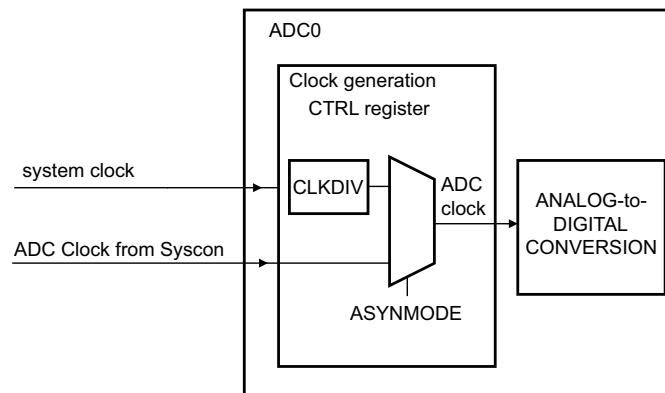 ADC0
Clock generation
CTRL register
system clock
CLKDIV
ADC
clock
ANALOG-to-
DIGITAL
CONVERSION
ADC Clock from Syscon
ASYNMODE